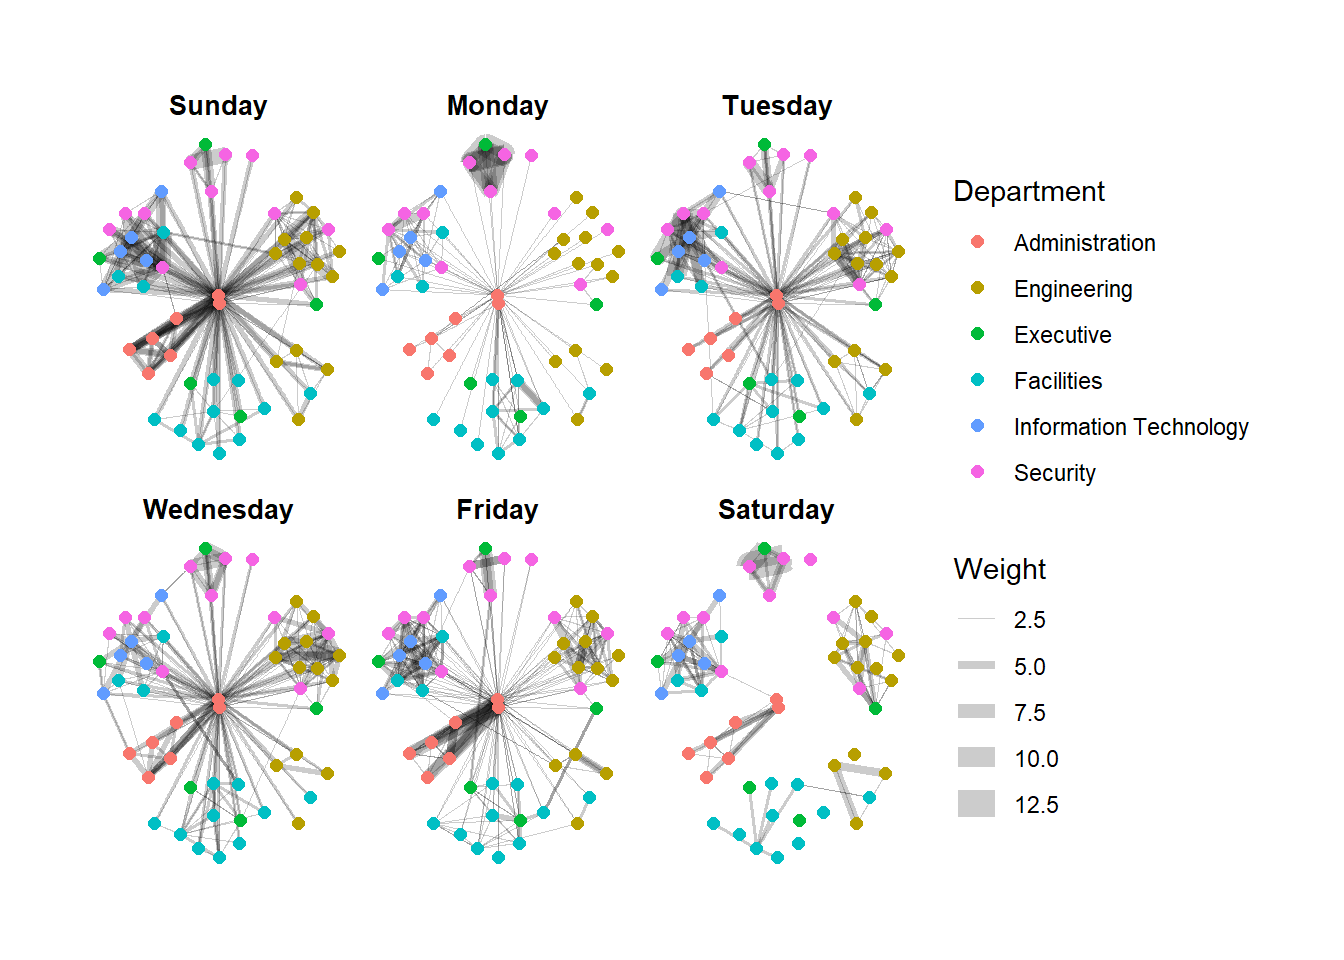 Sunday
Monday
Tuesday
Wednesday
Friday
Saturday
Department
Administration
Engineering
Executive
Facilities
Information Technology
Security
Weight
2.5
5.0
7.5
10.0
12.5